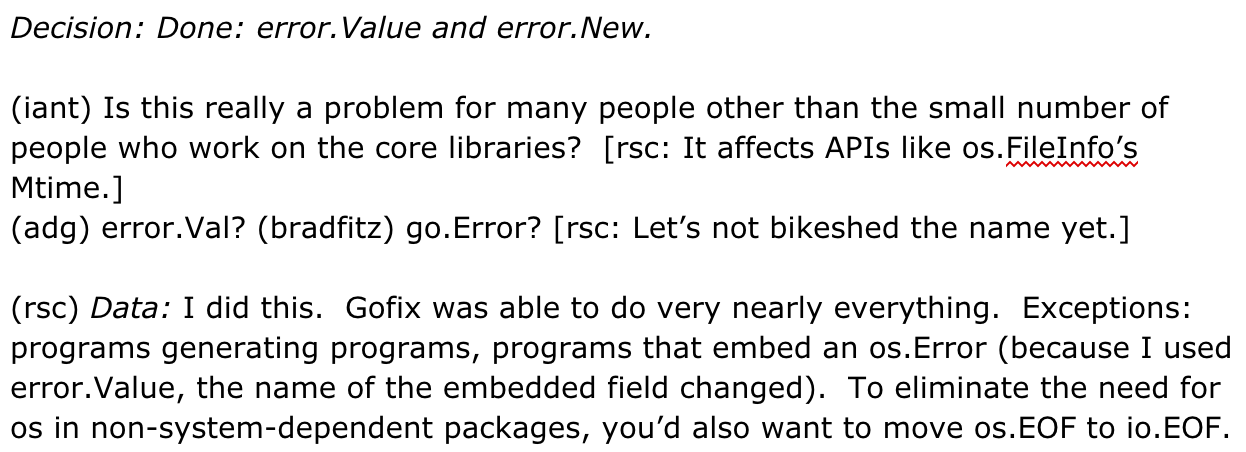 Decision: Done: error.Value and error.New.
(iant) Is this really a problem for many people other than the small number of
people who work on the core libraries?  [rsc: It affects APIs like os.FileInfo’s
Mtime.]
(adg) error.Val? (bradfitz) go.Error? [rsc: Let’s not bikeshed the name yet.]
(rsc) Data: I did this.  Gofix was able to do very nearly everything.  Exceptions:
programs generating programs, programs that embed an os.Error (because I used
error.Value, the name of the embedded field changed).  To eliminate the need for
os in non-system-dependent packages, you’d also want to move os.EOF to io.EOF.